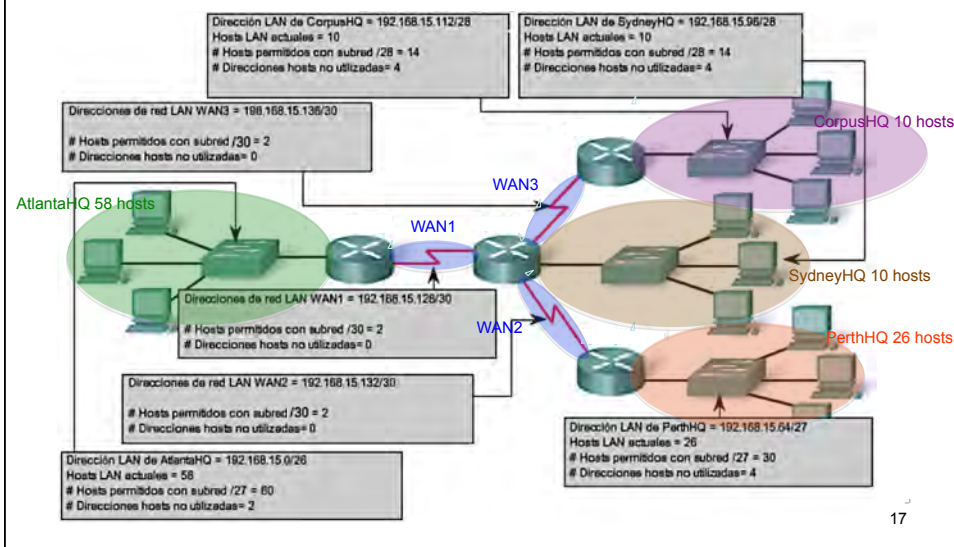 Dirección LAN de CorpusHQ = 192.168.15.112/28
Hosts LAN actuales = 10
# Hosts permitidos con subred /28 = 14
# Direcciones hosts no utilizadas= 4
Dirección LAN de SydneyHQ = 192.168.15.96/28
Hosts LAN actuales = 10
# Hosts permitidos con subred /28 = 14
# Direcciones hosts no utilizadas= 4
Direcciones de red LAN WAN3 = 198.168.15.136/30
# Hosts permitidos con subred /30 = 2
# Direcciones hosts no utilizadas= 0
CorpusHQ 10 hosts
WAN3
AtlantaHQ 58 hosts
WAN1
SydneyHQ 10 hosts
Direcciones de red LAN WAN1 = 192.168.15.128/30
# Hosts permitidos con subred /30 = 2
# Direcciones hosts no utilizadas= 0
WAN2
PerthHQ 26 hosts
Direcciones de red LAN WAN2 = 192.168.15.132/30
# Hosts permitidos con subred /30 = 2
# Direcciones hosts no utilizadas= 0
Dirección LAN de PerthHQ = 192.168.15.64/27
Hosts LAN actuales = 26
# Hosts permitidos con subred /27 = 30
# Direcciones hosts no utilizadas= 4
Dirección LAN de AtlantaHQ = 192.168.15.0/26
Hosts LAN actuales = 58
# Hosts permitidos con subred /27 = 60
# Direcciones hosts no utilizadas= 2
17